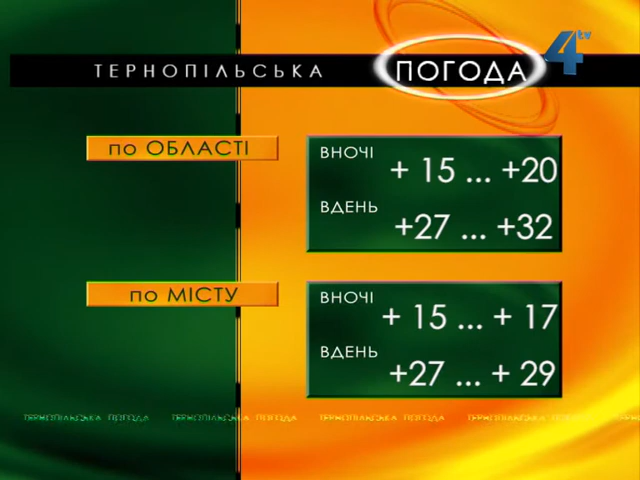 4tv
ТЕРНОПІЛЬСЬКА ПОГОДА
по ОБЛАСТІ
ВНОЧІ
+ 15 ... +20
ВДЕНЬ
+27 ... +32
по МІСТУ
ВНОЧІ
+ 15 ... + 17
ВДЕНЬ
+27 ... + 29
ТЕРНОПІЛЬСЬКА ПОГОДА ТЕРНОПІЛЬСЬКА ПОГОДА ТЕРНОПІЛЬСЬКА ПОГОДА ТЕРНОПІЛЬСЬКА ПОГОДА